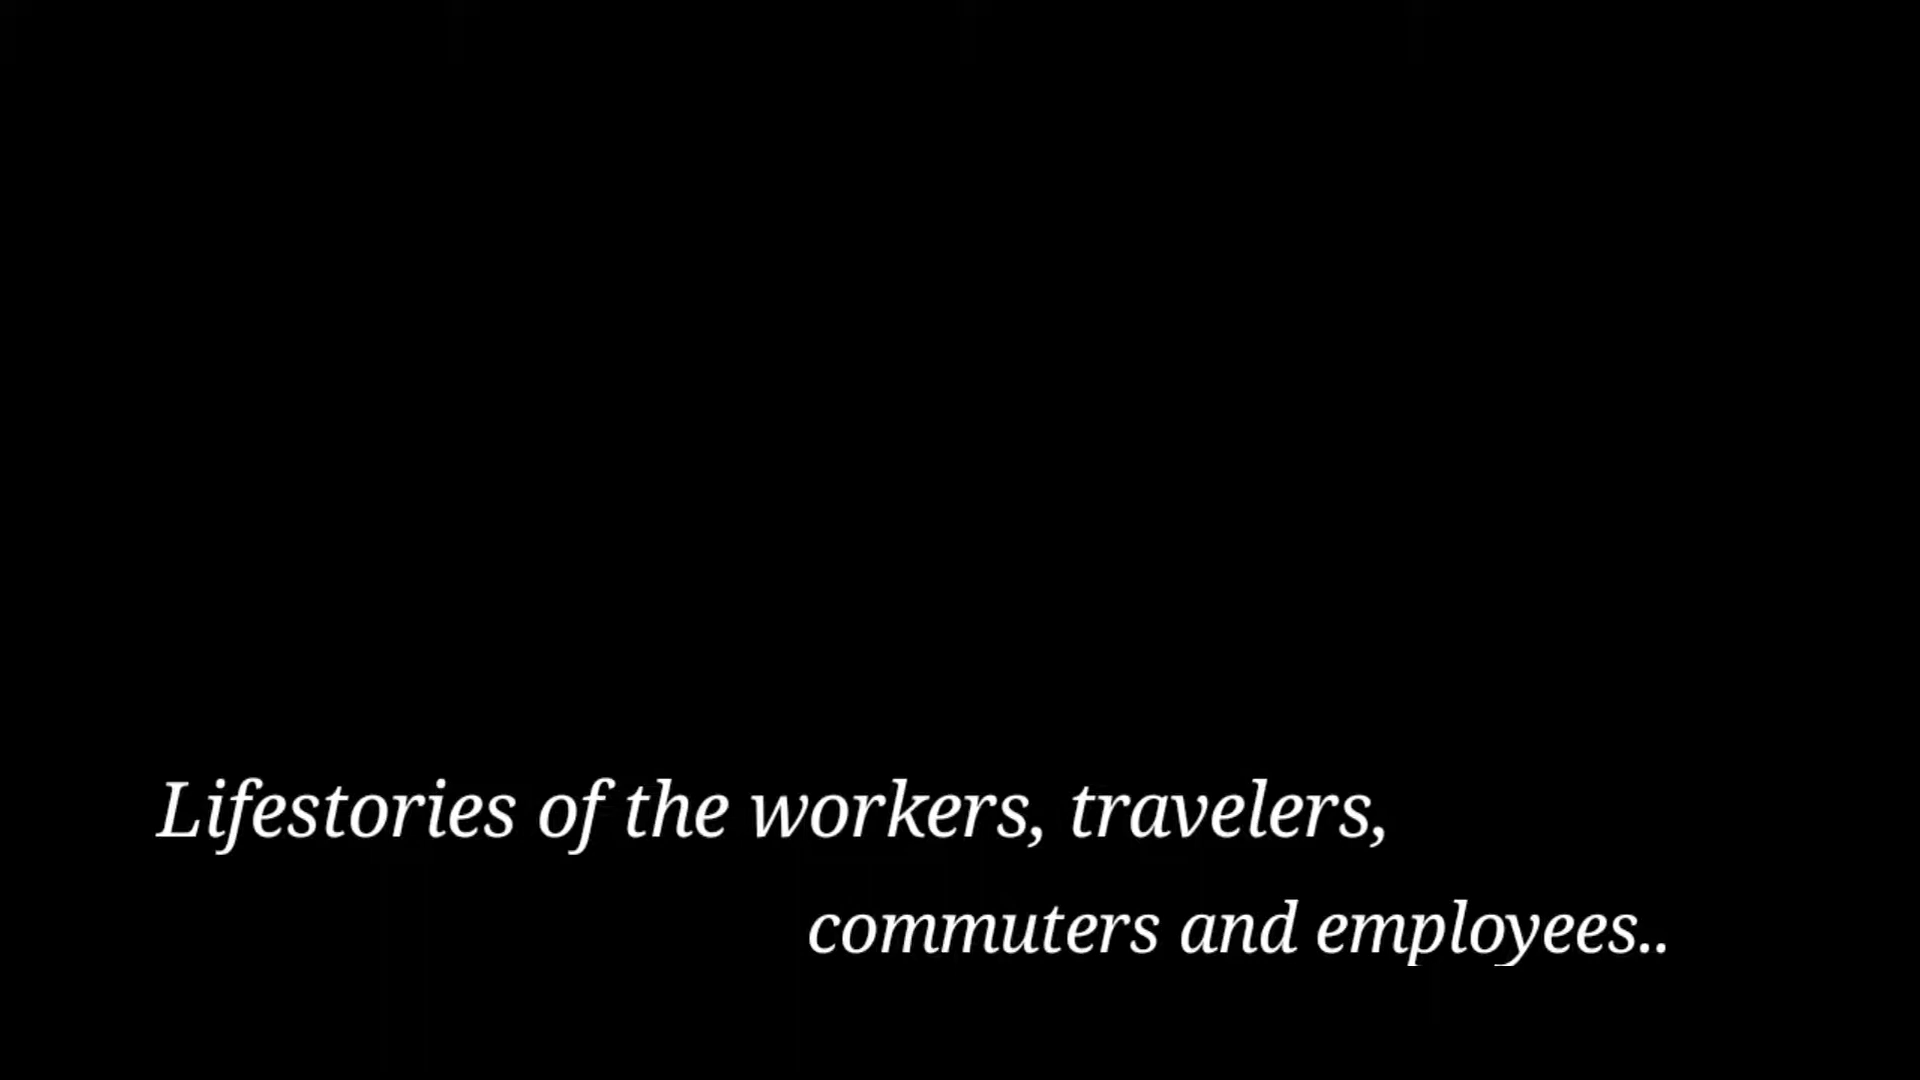 Lifestories of the workers, travelers,
commuters and employees..